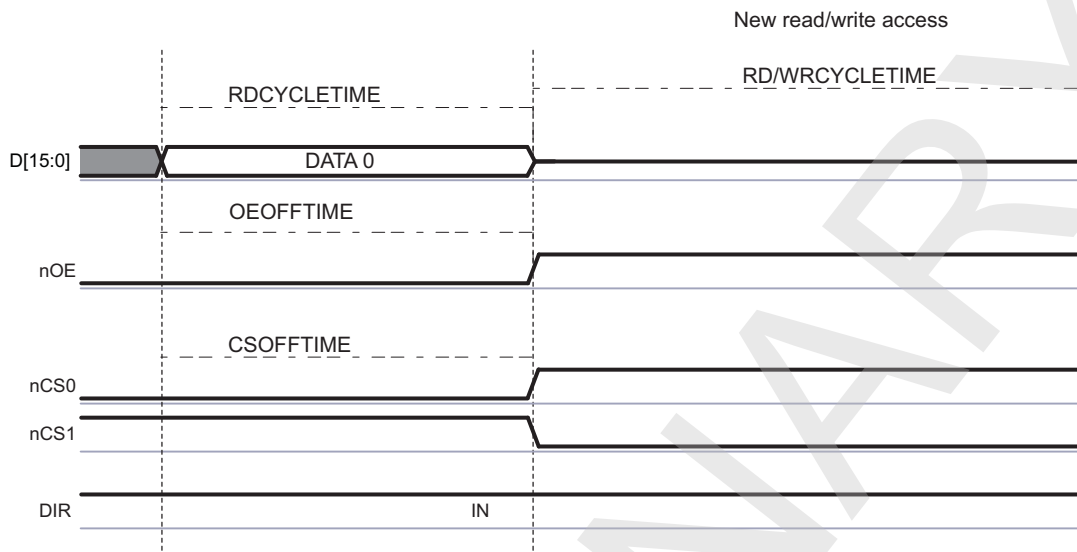 New read/write access
RDCYCLETIME
RD/WRCYCLETIME
D[15:0]
DATA 0
OEOFFTIME
nOE
CSOFFTIME
nCS0
nCS1
DIR
IN